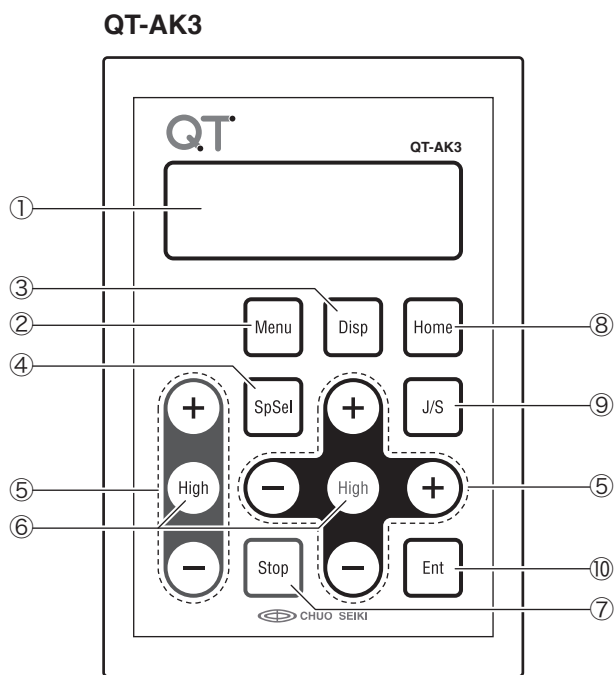 QT-AK3
QT
QT-AK3
①
③
② Menu Disp Home ⑧
④
+ SpSel + J/S ⑨
⑤ High − High + ⑤
⑥
− Stop − Ent ⑩
⑦
CHUO SEIKI